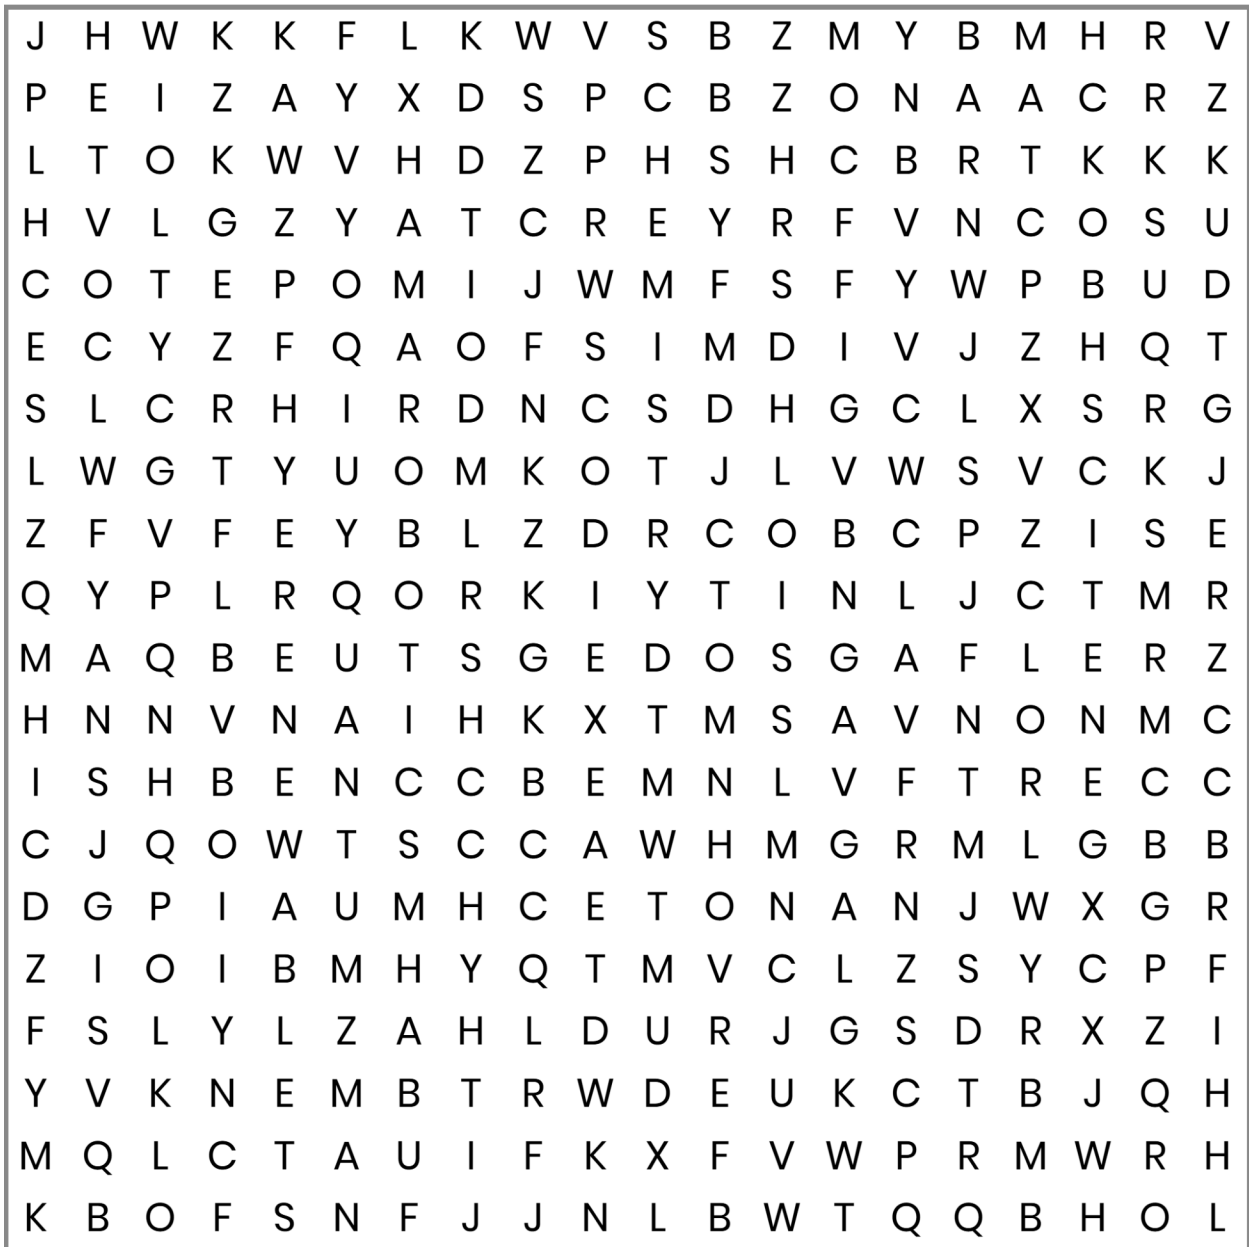 J H W K K F L K W V S B Z M Y B M H R V
P E I Z A Y X D S P C B Z O N A A C R Z
L T O K W V H D Z P H S H C B R T K K K
H V L G Z Y A T C R E Y R F V N C O S U
C O T E P O M I J W M F S F Y W P B U D
E C Y Z F Q A O F S I M D I V J Z H Q T
S L C R H I R D N C S D H G C L X S R G
L W G T Y U O M K O T J L V W S V C K J
Z F V F E Y B L Z D R C O B C P Z I S E
Q Y P L R Q O R K I Y T I N L J C T M R
M A Q B E U T S G E D O S G A F L E R Z
H N N V N A I H K X T M S A V N O N M C
I S H B E N C C B E M N L V F T R E C C
C J Q O W T S C C A W H M G R M L G B B
D G P I A U M H C E T O N A N J W X G R
Z I O I B M H Y Q T M V C L Z S Y C P F
F S L Y L Z A H L D U R J G S D R X Z I
Y V K N E M B T R W D E U K C T B J Q H
M Q L C T A U I F K X F V W P R M W R H
K B O F S N F J J N L B W T Q Q B H O L